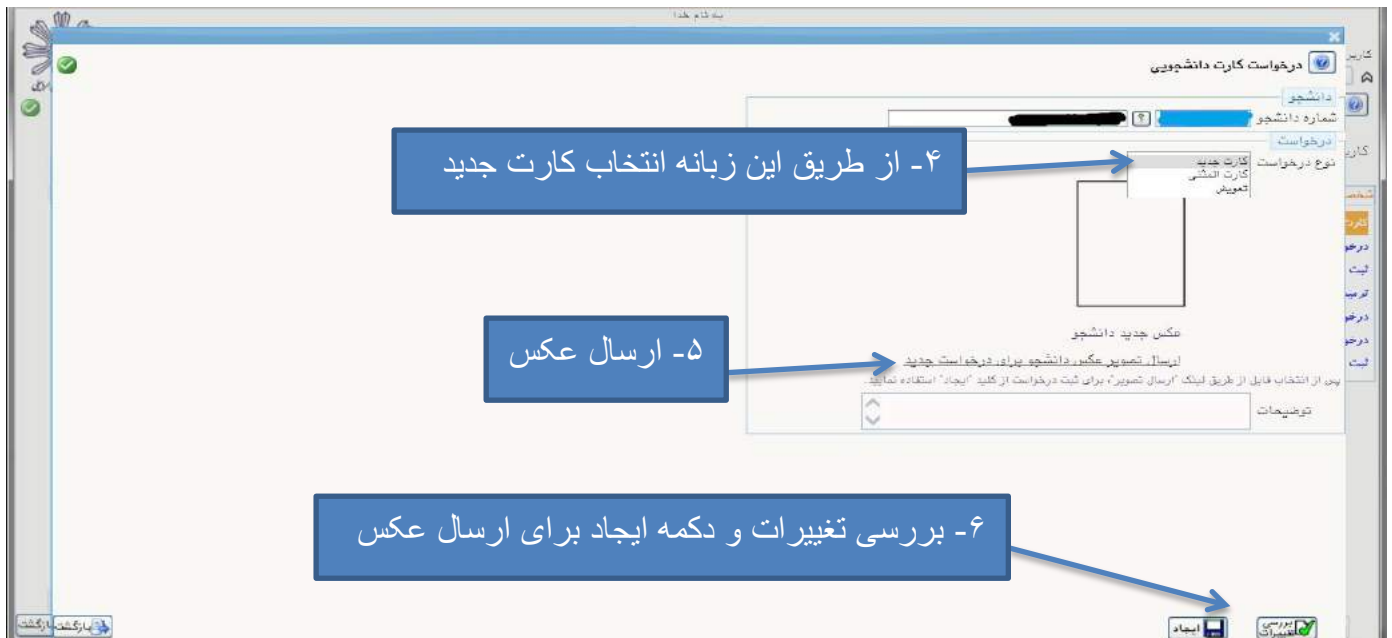 به نام خدا
درخواست کارت دانشجویی
کاربر
دانشجو
شماره دانشجو
؟
درخواست
نوع درخواست
کارت جدید
کارت المثنی
تعویض
۴- از طریق این زبانه انتخاب کارت جدید
عکس جدید دانشجو
۵- ارسال عکس
ارسال تصویر عکس دانشجو برای درخواست جدید
پس از انتخاب فایل از طریق لینک "ارسال تصویر"، برای ثبت درخواست از کلید "ایجاد" استفاده نمایید.
توضیحات
۶- بررسی تغییرات و دکمه ایجاد برای ارسال عکس
بررسی تغییرات
ایجاد
بازگشت
بازگشت